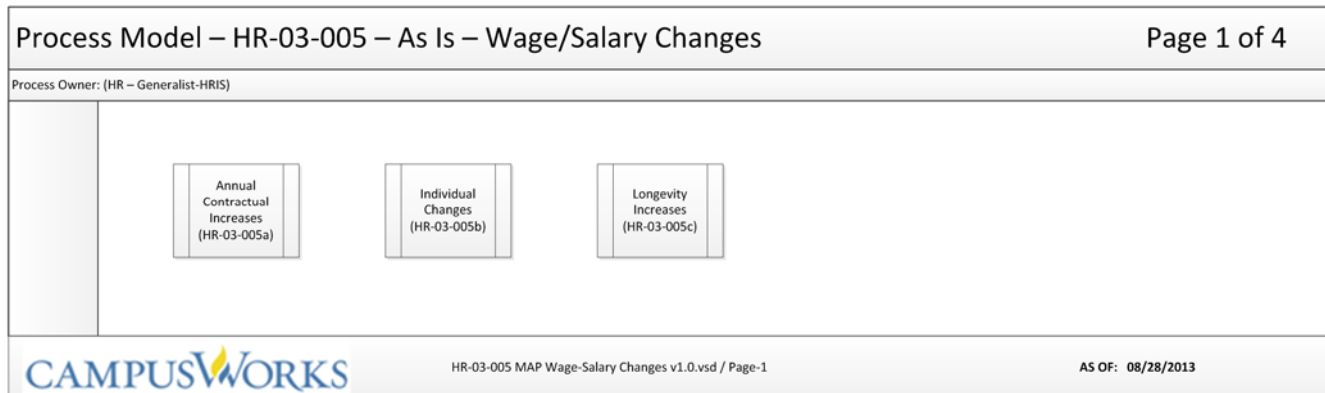 Process Model – HR-03-005 – As Is – Wage/Salary Changes
Page 1 of 4
Process Owner: (HR – Generalist-HRIS)
Annual
Contractual
Increases
(HR-03-005a)
Individual
Changes
(HR-03-005b)
Longevity
Increases
(HR-03-005c)
CAMPUSWORKS
HR-03-005 MAP Wage-Salary Changes v1.0.vsd / Page-1
AS OF: 08/28/2013